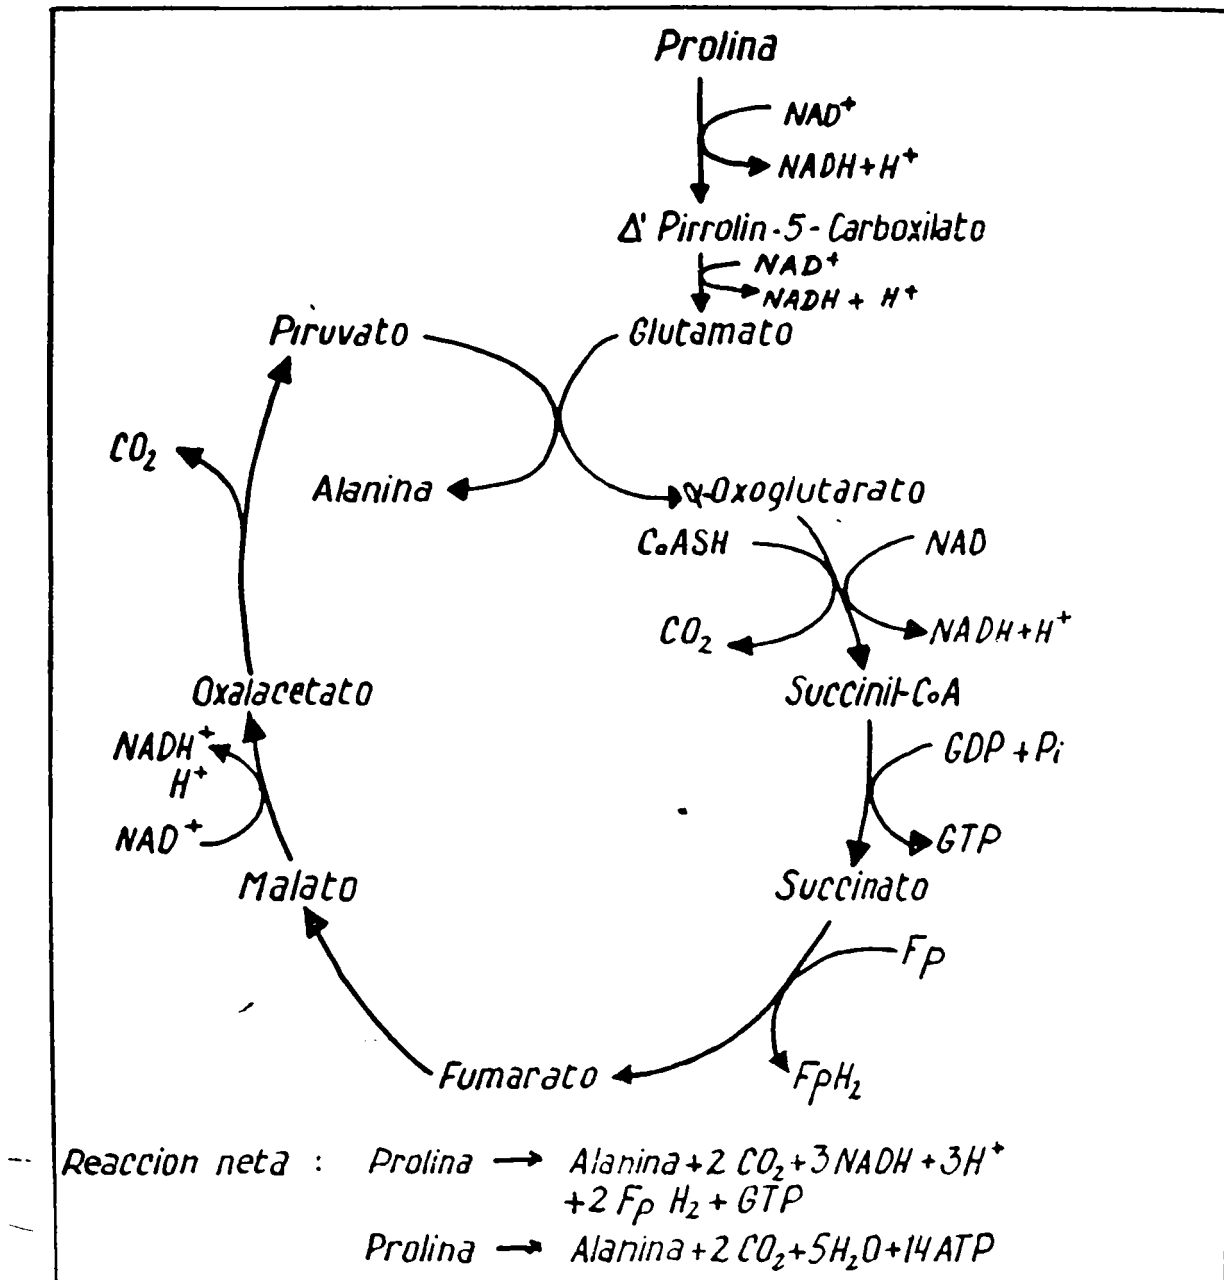 Prolina
NAD⁺
NADH + H⁺
Δ' Pirrolin-5-Carboxilato
NAD⁺
NADH + H⁺
Piruvato
Glutamato
CO₂
Alanina
α-Oxoglutarato
CoASH
NAD
CO₂
NADH + H⁺
Oxalacetato
Succinil-CoA
NADH⁺
H⁺
GDP + Pi
NAD⁺
GTP
Malato
Succinato
Fp
Fumarato
FpH₂
Reaccion neta : Prolina → Alanina + 2 CO₂ + 3 NADH + 3H⁺
+ 2 Fp H₂ + GTP
Prolina → Alanina + 2 CO₂ + 5H₂O + 14 ATP